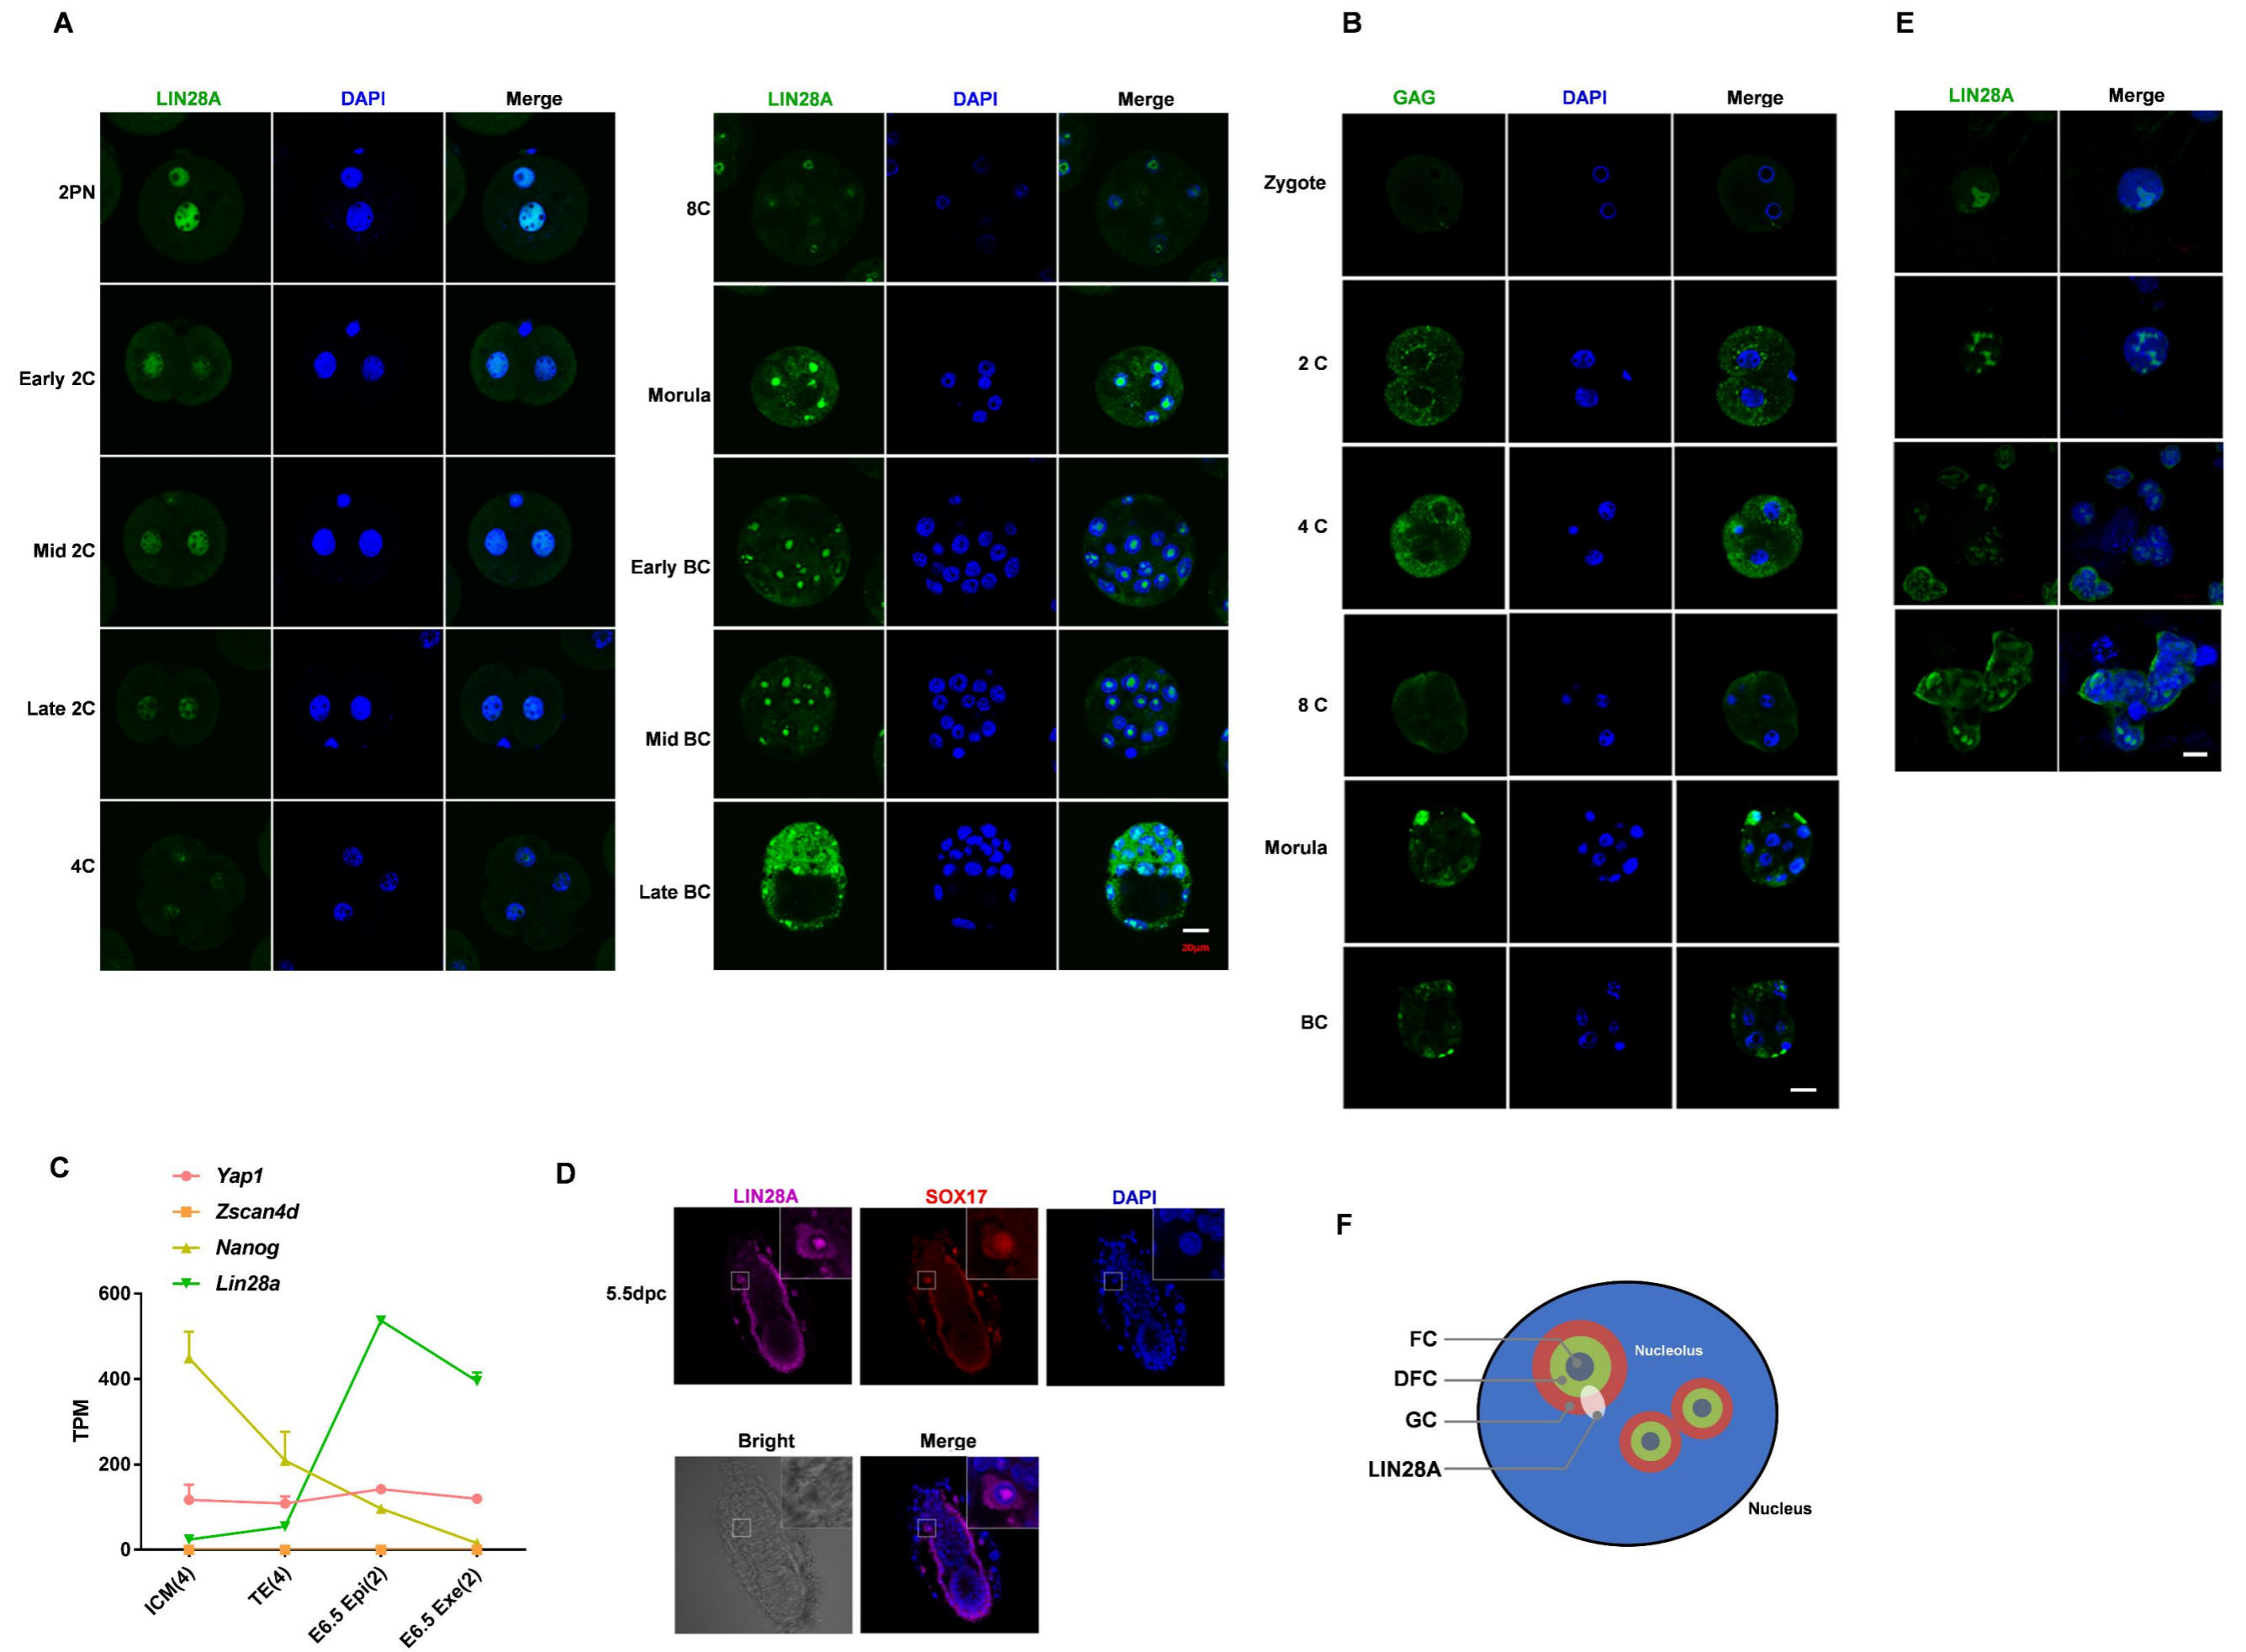 A
LIN28A DAPI Merge
2PN
Early 2C
Mid 2C
Late 2C
4C
LIN28A DAPI Merge
8C
Morula
Early BC
Mid BC
Late BC
20μm
B
GAG DAPI Merge
Zygote
2 C
4 C
8 C
Morula
BC
E
LIN28A Merge
C
Yap1
Zscan4d
Nanog
Lin28a
TPM
600
400
200
0
ICM(4)
TE(4)
E6.5 Epi(2)
E6.5 Exe(2)
D
LIN28A SOX17 DAPI
5.5dpc
Bright Merge
F
FC
DFC
GC
LIN28A
Nucleolus
Nucleus